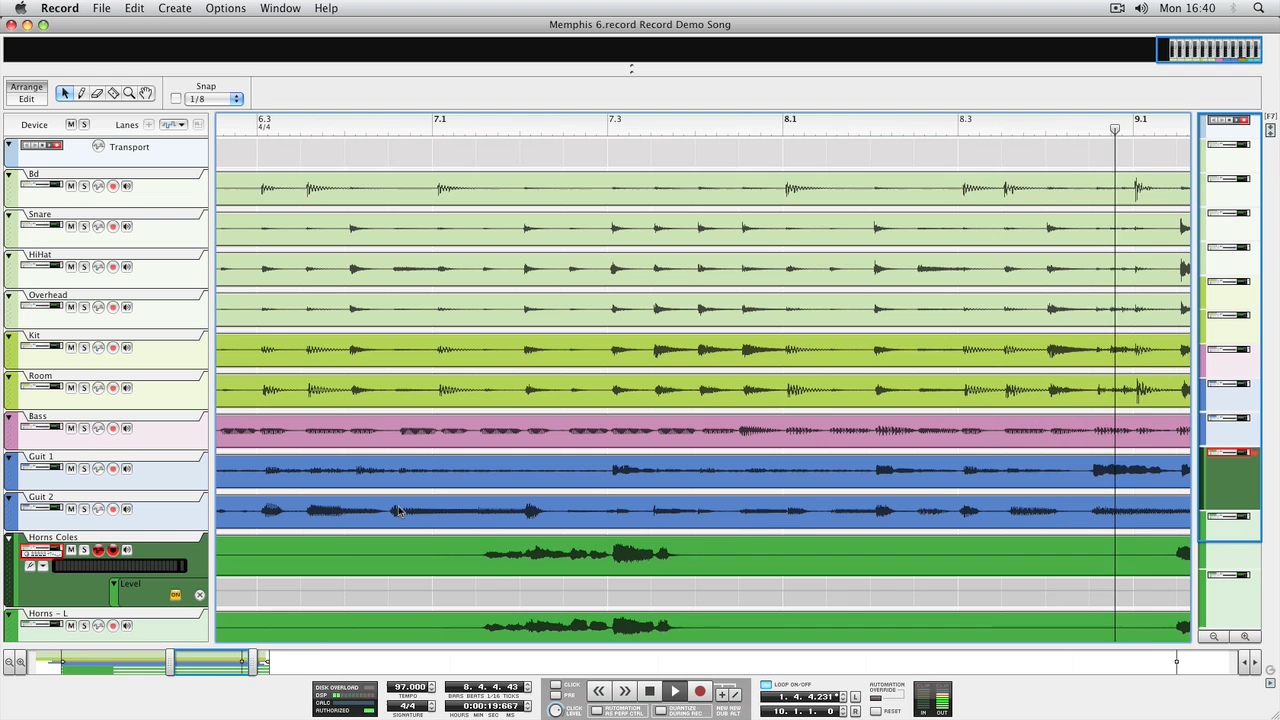 Record File Edit Create Options Window Help Mon 16:40
Memphis 6.record Record Demo Song
Arrange
Edit
Snap
1/8
[F7]
Device M S Lanes
6.3 7.1 7.3 8.1 8.3 9.1
4/4
Transport
Bd
M S
Snare
M S
HiHat
M S
Overhead
M S
Kit
M S
Room
M S
Bass
M S
Guit 1
M S
Guit 2
M S
Horns Coles
M S
Level
ON
Horns - L
M S
DISK OVERLOAD
DSP
CALC
AUTHORIZED
97.000
TEMPO
4/4
SIGNATURE
8. 4. 4. 43
BARS BEATS 1/16 TICKS
0:00:19:667
HOURS MIN SEC MS
CLICK
PRE
CLICK LEVEL
AUTOMATION AS PERF CTRL
QUANTIZE DURING REC
NEW DUB NEW ALT
LOOP ON/OFF
1. 4. 4.231* L
10. 1. 1. 0 R
AUTOMATION OVERRIDE
RESET
IN OUT